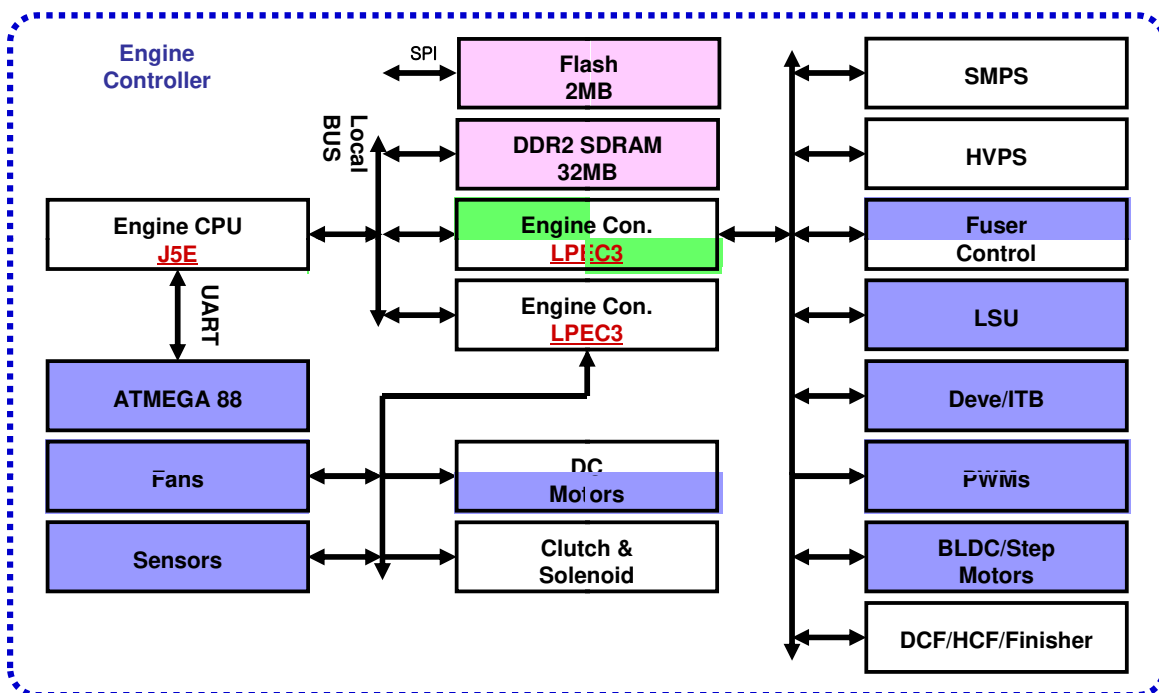 Engine
Controller
SPI
Flash
2MB
Local
BUS
DDR2 SDRAM
32MB
Engine CPU
J5E
Engine Con.
LPEC3
UART
Engine Con.
LPEC3
ATMEGA 88
Fans
DC
Motors
Sensors
Clutch &
Solenoid
SMPS
HVPS
Fuser
Control
LSU
Deve/ITB
PWMs
BLDC/Step
Motors
DCF/HCF/Finisher